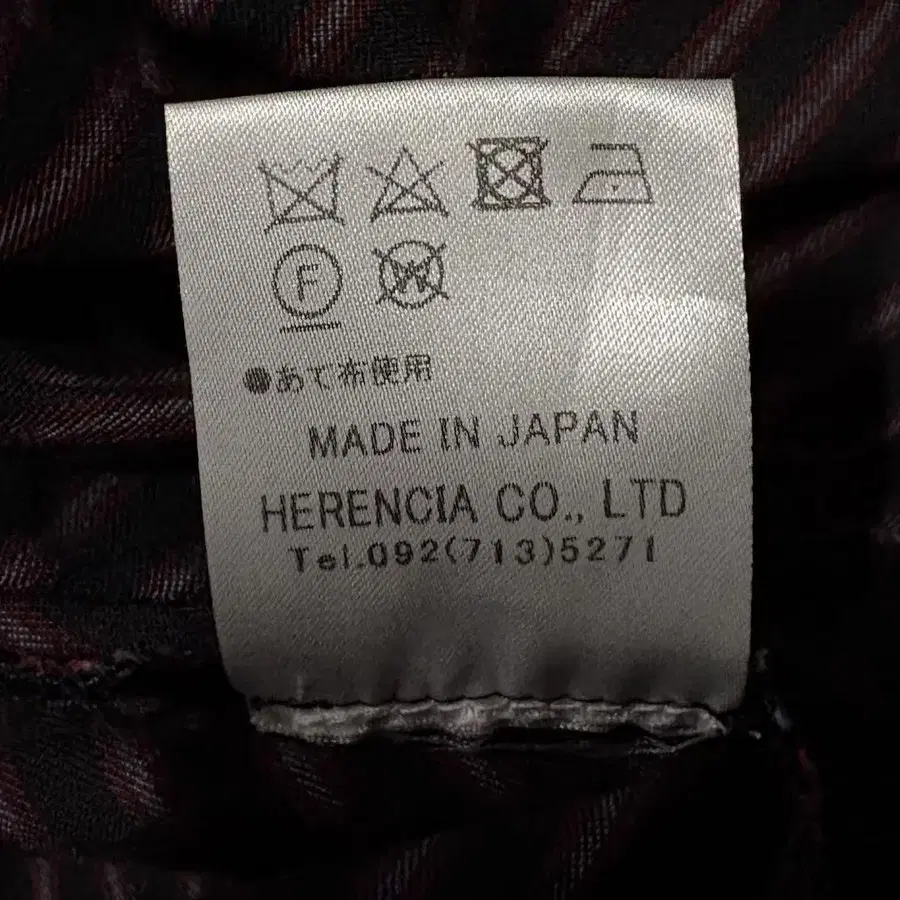 F
W
●あて布使用
MADE IN JAPAN
HERENCIA CO., LTD
Tel.092(713)5271